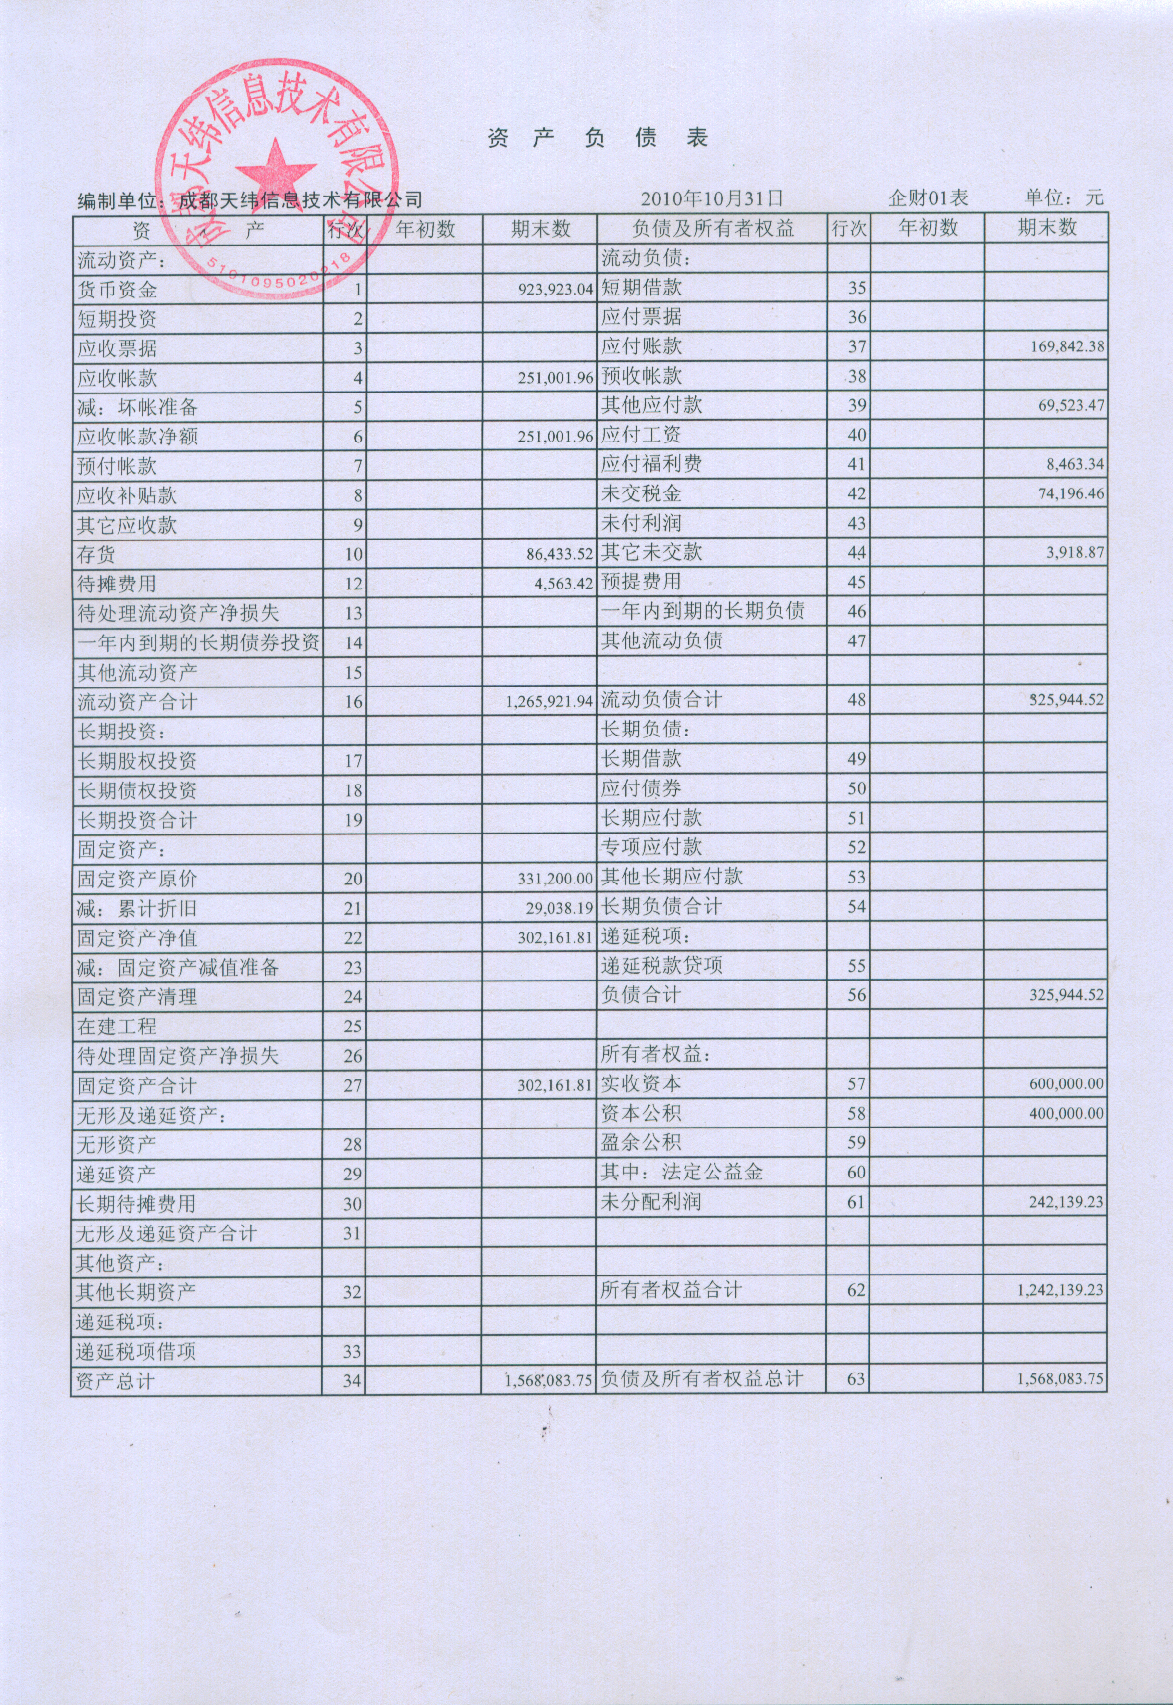 成都天纬信息技术有限公司
5101095020218
资产负债表
编制单位：成都天纬信息技术有限公司 2010年10月31日 企财01表 单位：元
资产 行次 年初数 期末数 负债及所有者权益 行次 年初数 期末数
流动资产： 流动负债：
货币资金 1 923,923.04 短期借款 35
短期投资 2 应付票据 36
应收票据 3 应付账款 37 169,842.38
应收帐款 4 251,001.96 预收帐款 38
减：坏帐准备 5 其他应付款 39 69,523.47
应收帐款净额 6 251,001.96 应付工资 40
预付帐款 7 应付福利费 41 8,463.34
应收补贴款 8 未交税金 42 74,196.46
其它应收款 9 未付利润 43
存货 10 86,433.52 其它未交款 44 3,918.87
待摊费用 12 4,563.42 预提费用 45
待处理流动资产净损失 13 一年内到期的长期负债 46
一年内到期的长期债券投资 14 其他流动负债 47
其他流动资产 15
流动资产合计 16 1,265,921.94 流动负债合计 48 325,944.52
长期投资： 长期负债：
长期股权投资 17 长期借款 49
长期债权投资 18 应付债券 50
长期投资合计 19 长期应付款 51
固定资产： 专项应付款 52
固定资产原价 20 331,200.00 其他长期应付款 53
减：累计折旧 21 29,038.19 长期负债合计 54
固定资产净值 22 302,161.81 递延税项：
减：固定资产减值准备 23 递延税款贷项 55
固定资产清理 24 负债合计 56 325,944.52
在建工程 25
待处理固定资产净损失 26 所有者权益：
固定资产合计 27 302,161.81 实收资本 57 600,000.00
无形及递延资产： 资本公积 58 400,000.00
无形资产 28 盈余公积 59
递延资产 29 其中：法定公益金 60
长期待摊费用 30 未分配利润 61 242,139.23
无形及递延资产合计 31
其他资产：
其他长期资产 32 所有者权益合计 62 1,242,139.23
递延税项：
递延税项借项 33
资产总计 34 1,568,083.75 负债及所有者权益总计 63 1,568,083.75